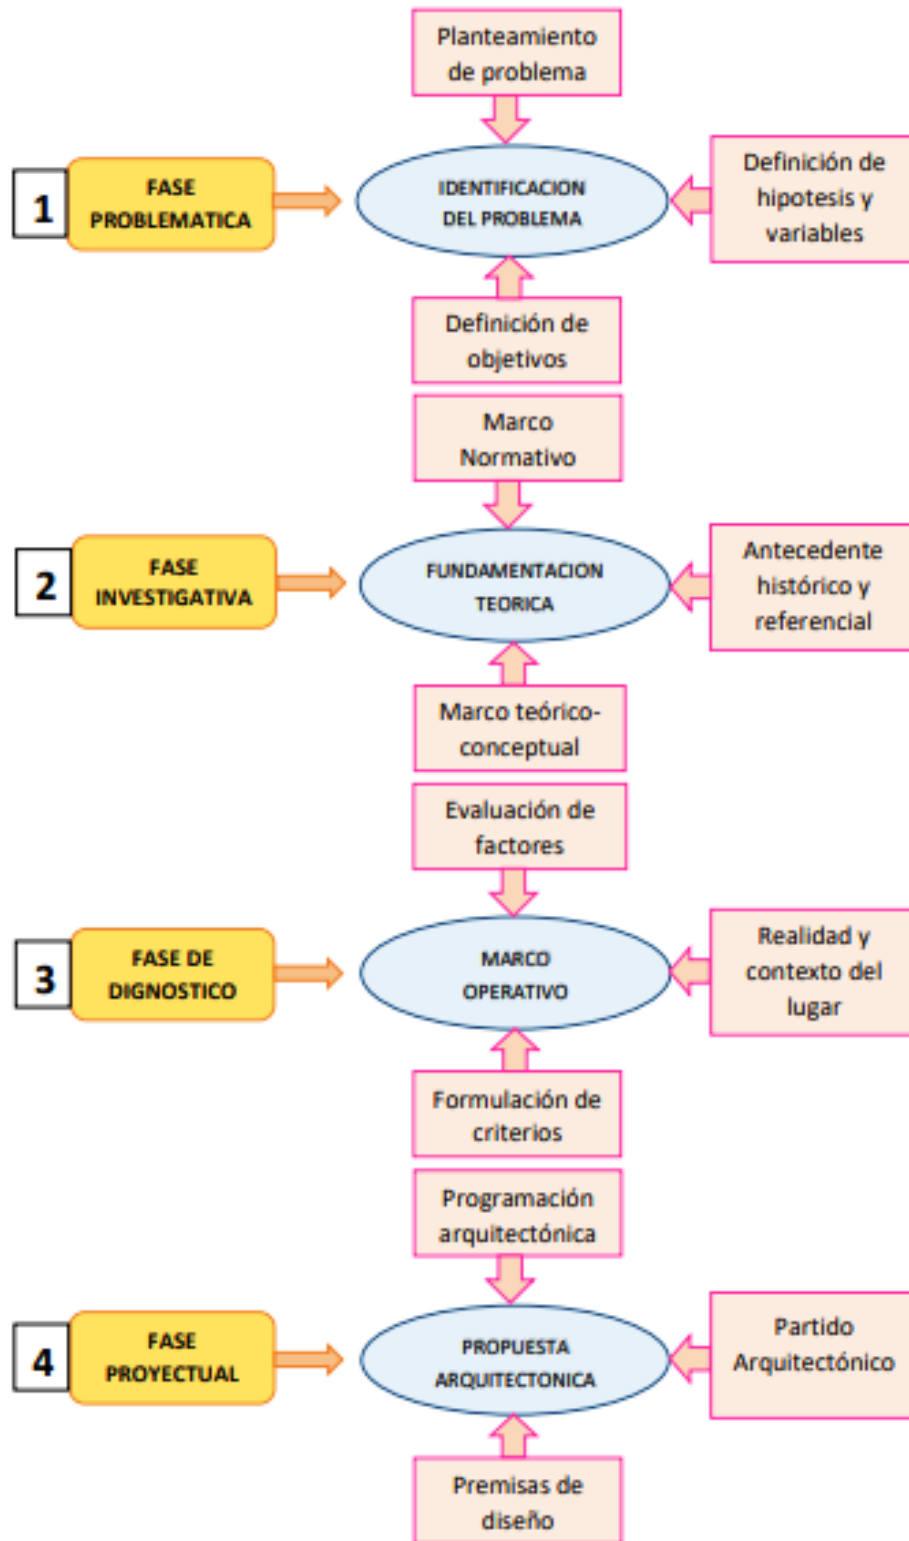 Planteamiento
de problema
1
FASE
PROBLEMATICA
IDENTIFICACION
DEL PROBLEMA
Definición de
hipotesis y
variables
Definición de
objetivos
Marco
Normativo
2
FASE
INVESTIGATIVA
FUNDAMENTACION
TEORICA
Antecedente
histórico y
referencial
Marco teórico-
conceptual
Evaluación de
factores
3
FASE DE
DIGNOSTICO
MARCO
OPERATIVO
Realidad y
contexto del
lugar
Formulación de
criterios
Programación
arquitectónica
4
FASE
PROYECTUAL
PROPUESTA
ARQUITECTONICA
Partido
Arquitectónico
Premisas de
diseño